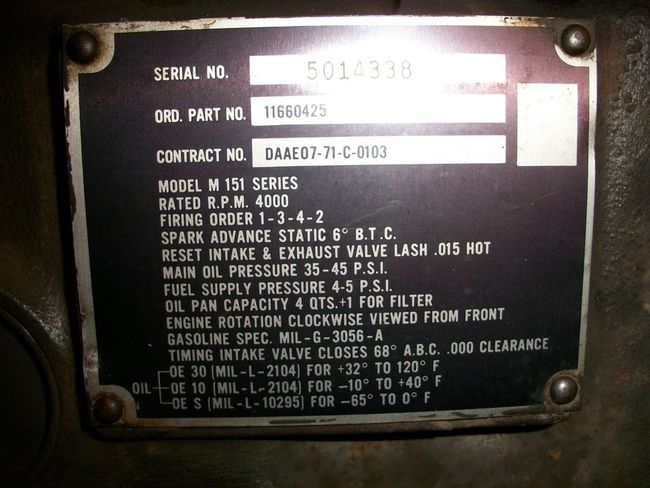 SERIAL NO. 5014338
ORD. PART NO. 11660425
CONTRACT NO. DAAE07-71-C-0103
MODEL M 151 SERIES
RATED R.P.M. 4000
FIRING ORDER 1-3-4-2
SPARK ADVANCE STATIC 6° B.T.C.
RESET INTAKE & EXHAUST VALVE LASH .015 HOT
MAIN OIL PRESSURE 35-45 P.S.I.
FUEL SUPPLY PRESSURE 4-5 P.S.I.
OIL PAN CAPACITY 4 QTS.+1 FOR FILTER
ENGINE ROTATION CLOCKWISE VIEWED FROM FRONT
GASOLINE SPEC. MIL-G-3056-A
TIMING INTAKE VALVE CLOSES 68° A.B.C. .000 CLEARANCE
OE 30 (MIL-L-2104) FOR +32° TO 120° F
OIL OE 10 (MIL-L-2104) FOR -10° TO +40° F
OE S (MIL-L-10295) FOR -65° TO 0° F